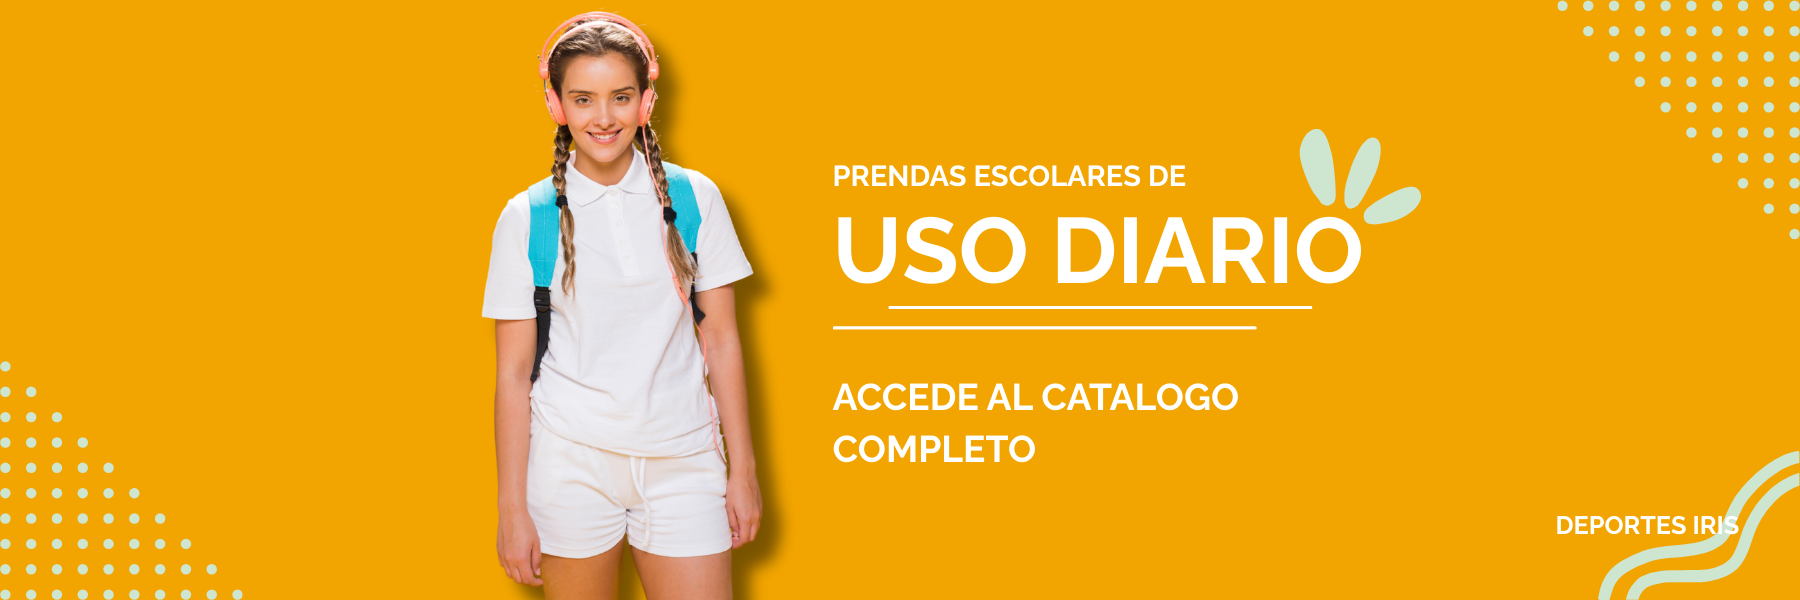 PRENDAS ESCOLARES DE
USO DIARIO
ACCEDE AL CATALOGO
COMPLETO
DEPORTES IRIS